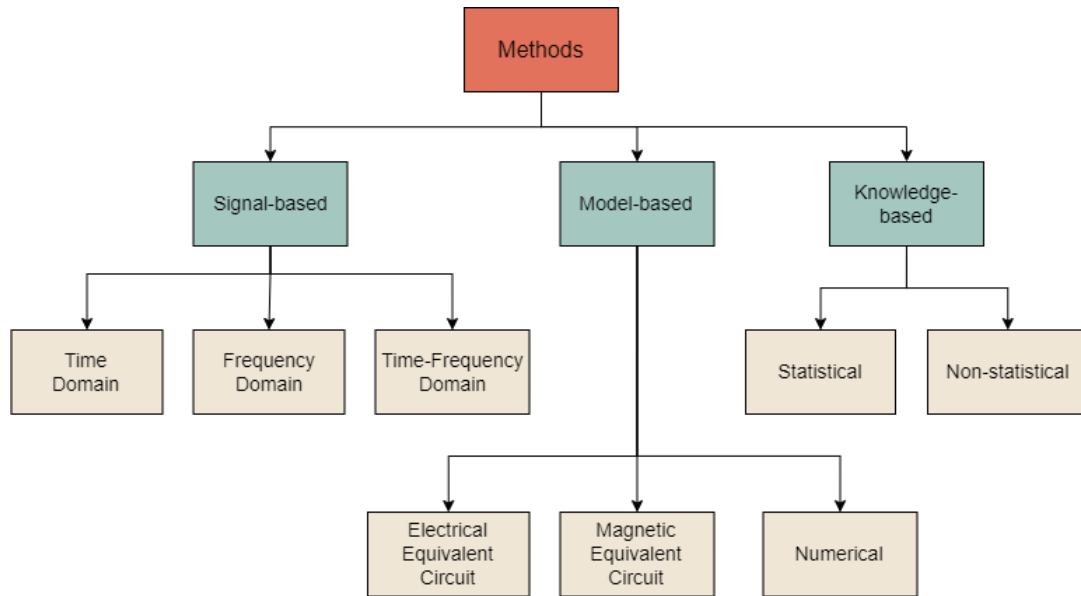 Methods
Signal-based
Model-based
Knowledge-
based
Time
Domain
Frequency
Domain
Time-Frequency
Domain
Statistical
Non-statistical
Electrical
Equivalent
Circuit
Magnetic
Equivalent
Circuit
Numerical